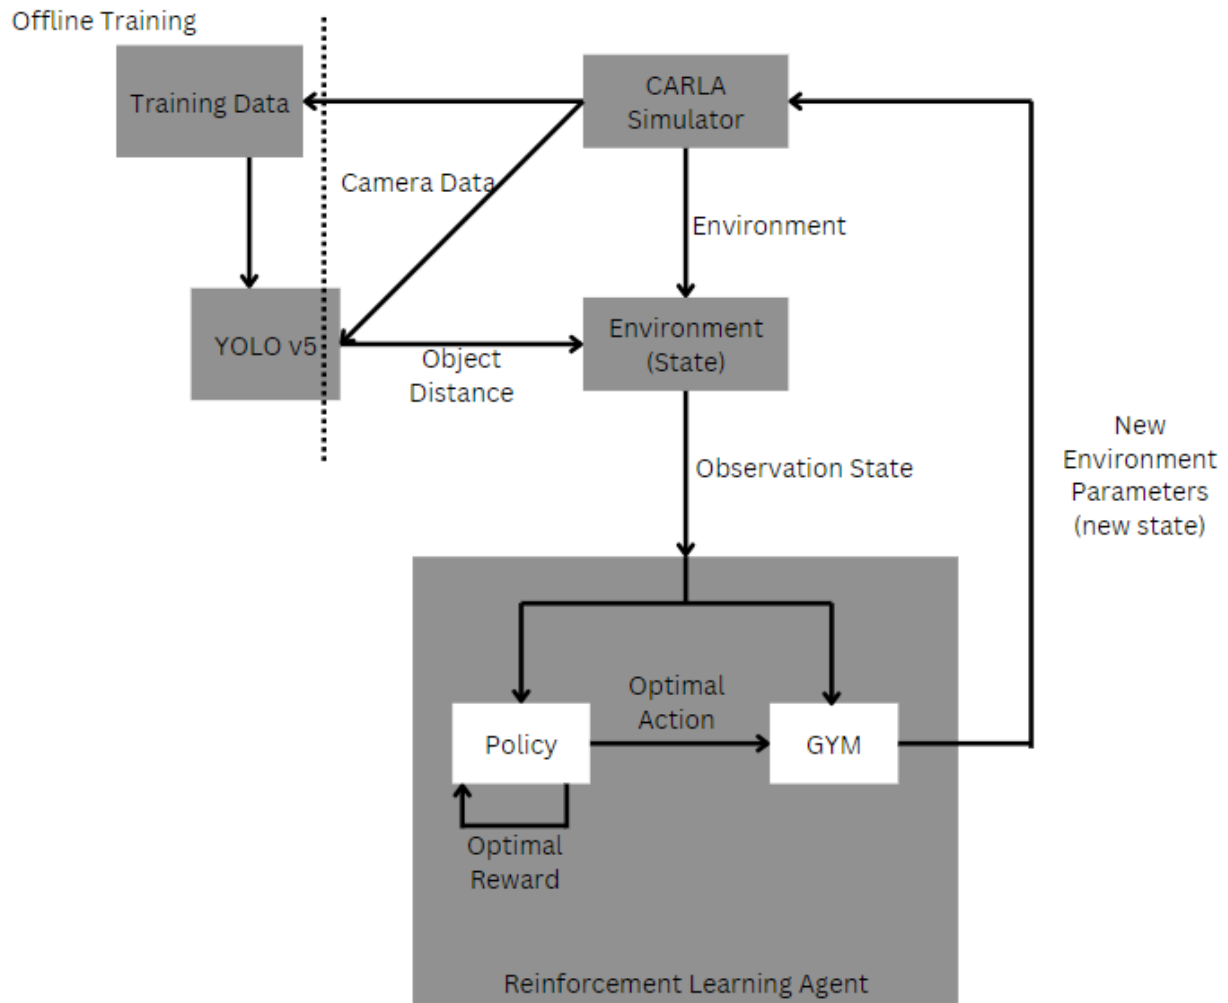 Offline Training
Training Data
CARLA
Simulator
Camera Data
Environment
YOLO v5
Object
Distance
Environment
(State)
Observation State
New
Environment
Parameters
(new state)
Optimal
Action
Policy
GYM
Optimal
Reward
Reinforcement Learning Agent